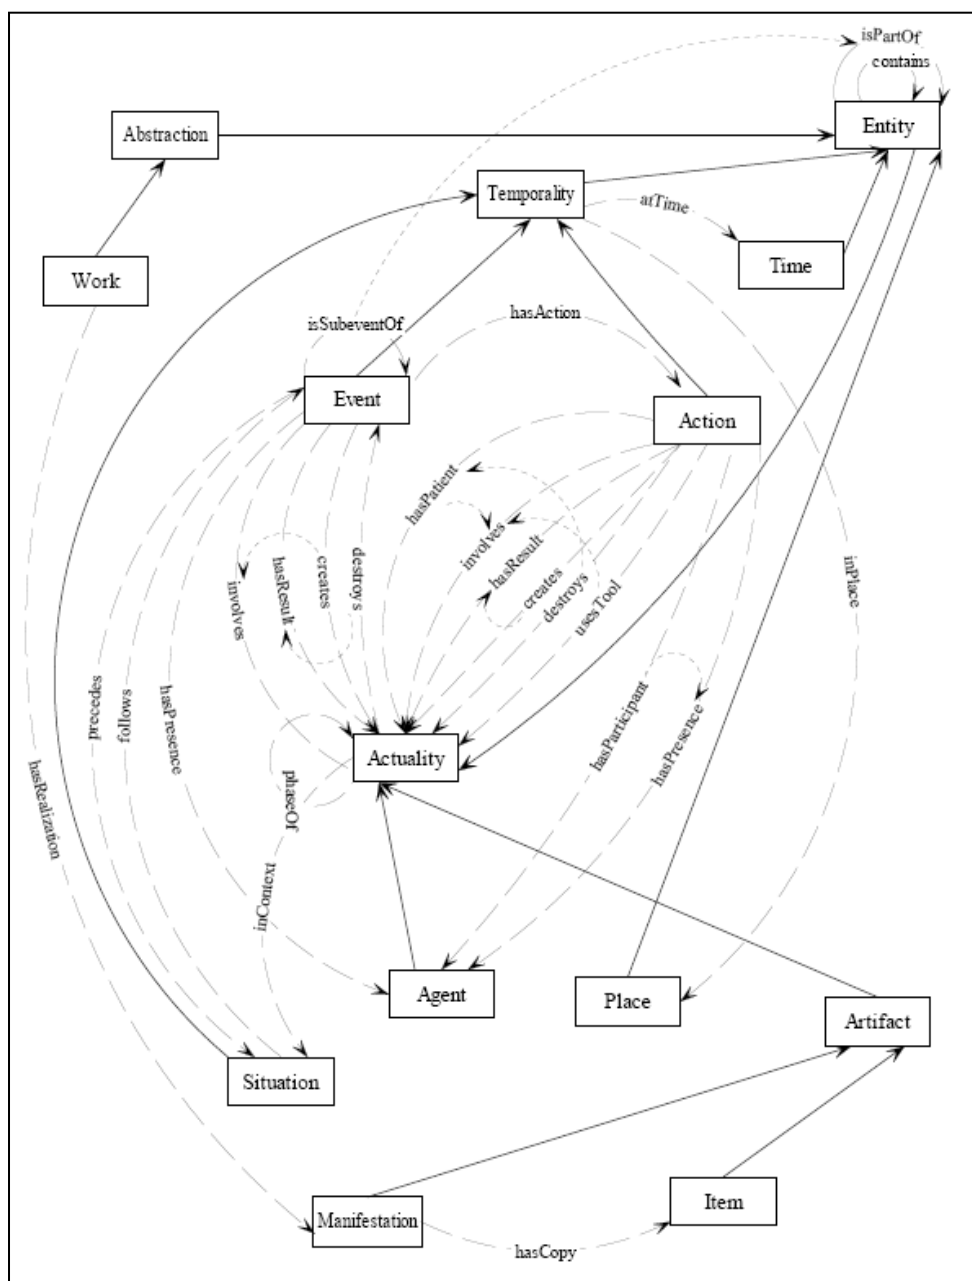 isPartOf
contains
Entity
Abstraction
Temporality
atTime
Time
Work
isSubeventOf
hasAction
Event
Action
hasPatient
involves
hasResult
creates
destroys
usesTool
involves
hasResult
creates
destroys
inPlace
precedes
follows
hasPresence
hasParticipant
hasPresence
Actuality
phaseOf
hasRealization
inContext
Agent
Place
Artifact
Situation
Manifestation
Item
hasCopy